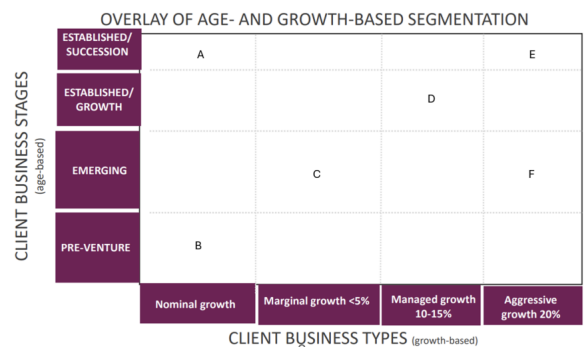 OVERLAY OF AGE- AND GROWTH-BASED SEGMENTATION
CLIENT BUSINESS STAGES
(age-based)
ESTABLISHED/
SUCCESSION
A
E
ESTABLISHED/
GROWTH
D
EMERGING
C
F
PRE-VENTURE
B
Nominal growth
Marginal growth <5%
Managed growth
10-15%
Aggressive
growth 20%
CLIENT BUSINESS TYPES (growth-based)